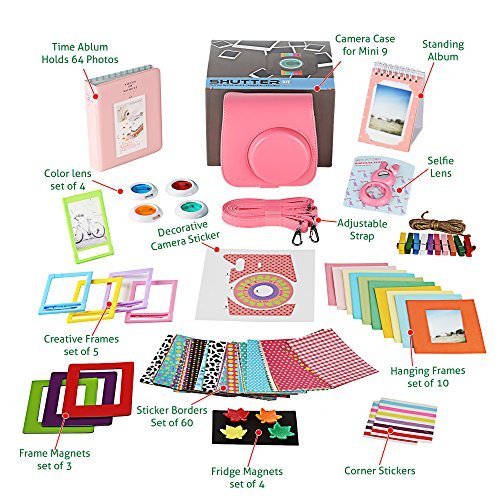 Time Ablum
Holds 64 Photos
Camera Case
for Mini 9
Standing
Album
SHUTTER KIT
Color lens
set of 4
Selfie
Lens
Decorative
Camera Sticker
Adjustable
Strap
Creative Frames
set of 5
Hanging Frames
set of 10
Sticker Borders
Set of 60
Frame Magnets
set of 3
Fridge Magnets
set of 4
Corner Stickers